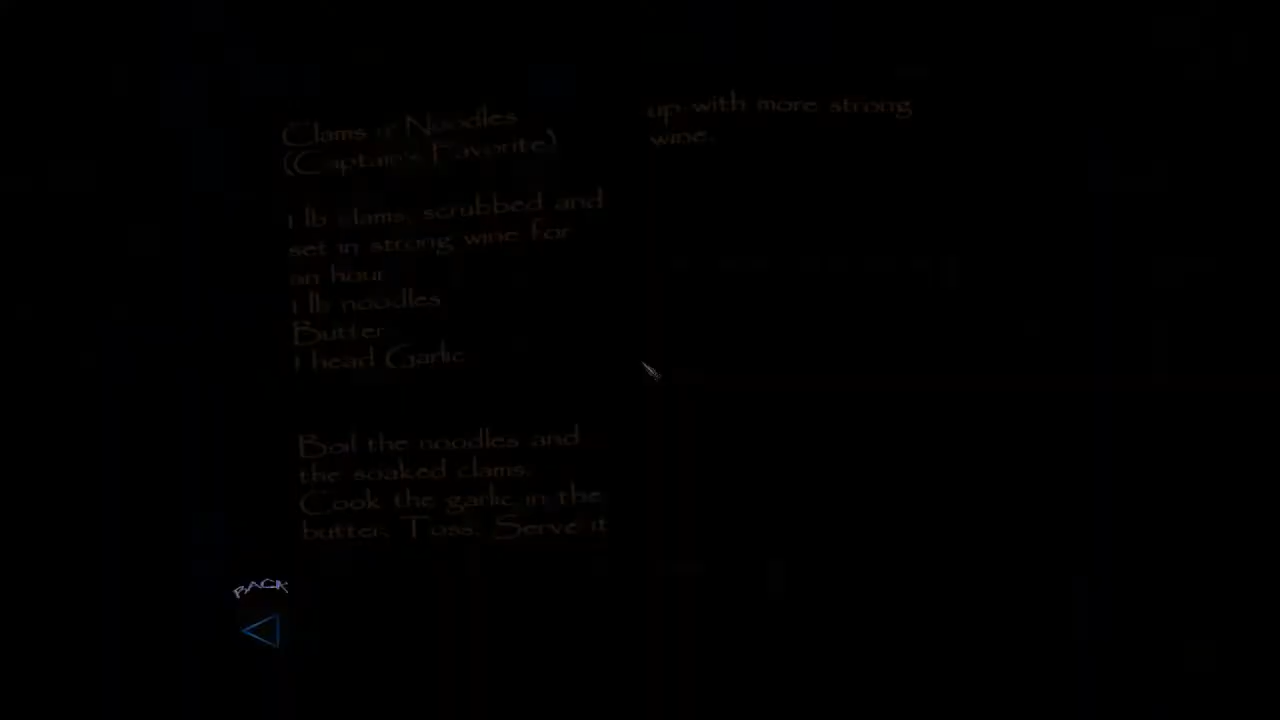 Clams n' Noodles
(Captain's Favorite)
1 lb clams, scrubbed and
set in strong wine for
an hour
1 lb noodles
Butter
1 head Garlic
Boil the noodles and
the soaked clams.
Cook the garlic in the
butter. Toss. Serve it
up with more strong
wine.
BACK